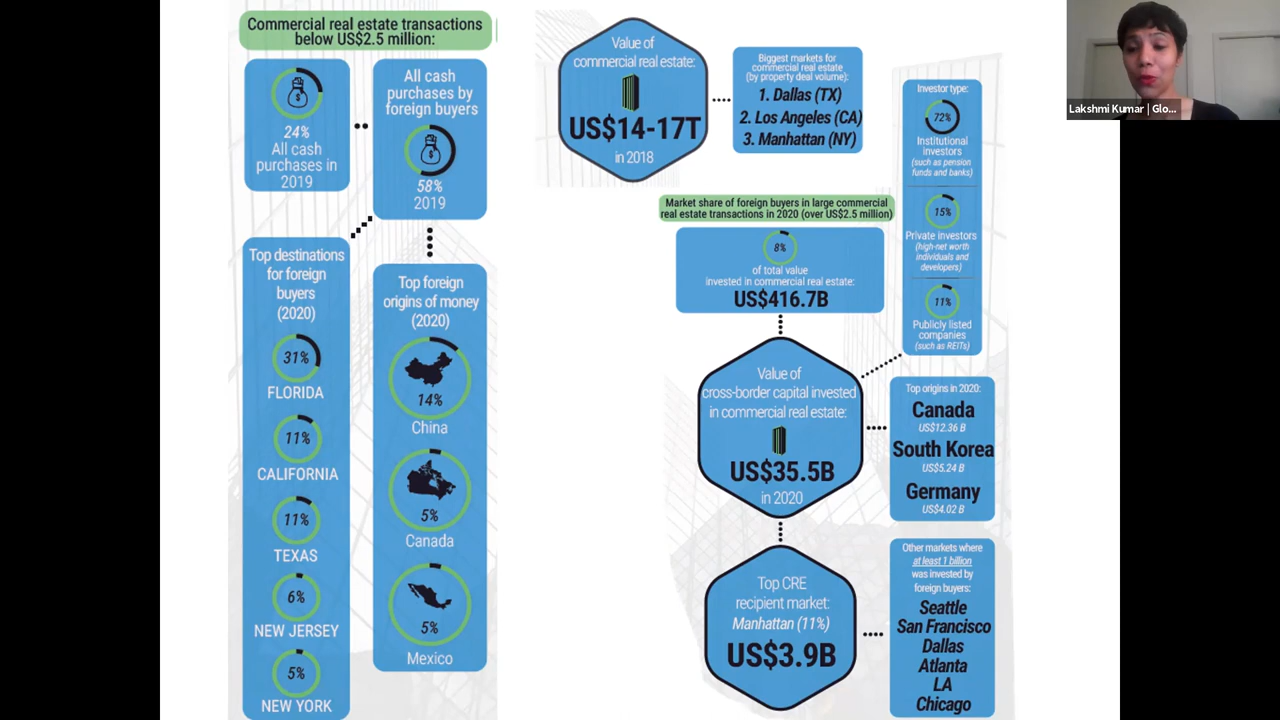 Commercial real estate transactions
below US$2.5 million:
24%
All cash
purchases in
2019
All cash
purchases by
foreign buyers
58%
2019
Top destinations
for foreign
buyers
(2020)
31%
FLORIDA
11%
CALIFORNIA
11%
TEXAS
6%
NEW JERSEY
5%
NEW YORK
Top foreign
origins of money
(2020)
14%
China
5%
Canada
5%
Mexico
Value of
commercial real estate:
US$14-17T
in 2018
Biggest markets for
commercial real estate
(by property deal volume):
1. Dallas (TX)
2. Los Angeles (CA)
3. Manhattan (NY)
Market share of foreign buyers in large commercial
real estate transactions in 2020 (over US$2.5 million)
8%
of total value
invested in commercial real estate:
US$416.7B
Investor type:
72%
Institutional
investors
(such as pension
funds and banks)
15%
Private investors
(high-net worth
individuals and
developers)
11%
Publicly listed
companies
(such as REITs)
Value of
cross-border capital invested
in commercial real estate:
US$35.5B
in 2020
Top origins in 2020:
Canada
US$12.36 B
South Korea
US$5.24 B
Germany
US$4.02 B
Top CRE
recipient market:
Manhattan (11%)
US$3.9B
Other markets where
at least 1 billion
was invested by
foreign buyers:
Seattle
San Francisco
Dallas
Atlanta
LA
Chicago
Lakshmi Kumar | Glo...